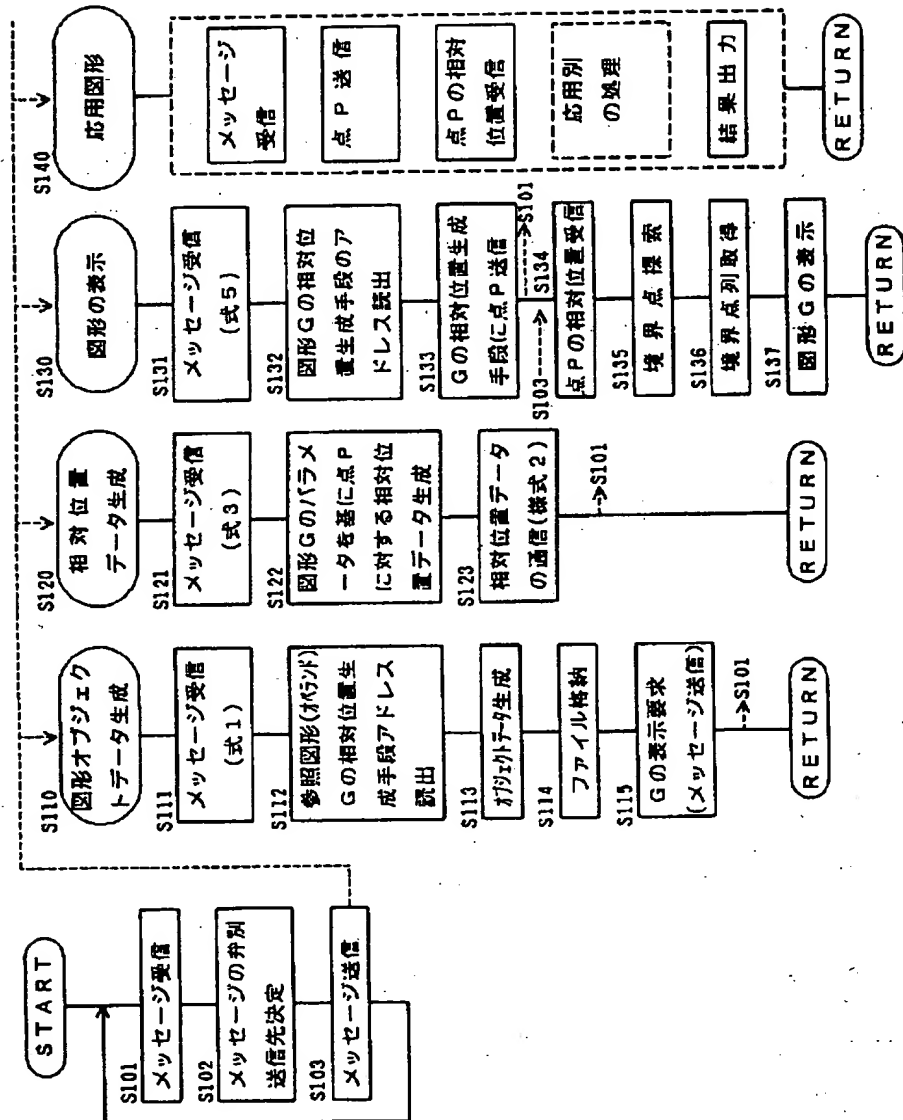 START
S101
メッセージ受信
S102
メッセージの弁別
送信先決定
S103
メッセージ送信
S110
図形オブジェク
トデータ生成
S111
メッセージ受信
(式1)
S112
参照図形(オペランド)
Gの相対位置生
成手段アドレス
読出
S113
オブジェクトデータ生成
S114
ファイル格納
S115
Gの表示要求
(メッセージ送信)
-->S101
RETURN
S120
相対位置
データ生成
S121
メッセージ受信
(式3)
S122
図形Gのパラメ
ータを基に点P
に対する相対位
置データ生成
S123
相対位置データ
の通信(様式2)
-->S101
RETURN
S130
図形の表示
S131
メッセージ受信
(式5)
S132
図形Gの相対位
置生成手段のア
ドレス読出
S133
Gの相対位置生成
手段に点P送信
---->S101
S103---->
S134
点Pの相対位置受信
S135
境界点探索
S136
境界点列取得
S137
図形Gの表示
RETURN
S140
応用図形
メッセージ
受信
点P送信
点Pの相対
位置受信
応用別
の処理
結果出力
RETURN